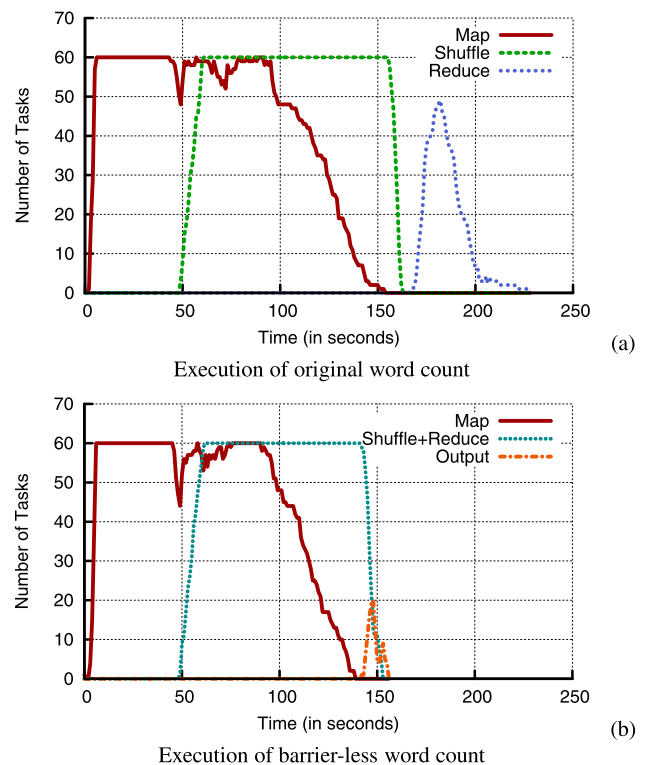 70
60
50
40
30
20
10
0
Number of Tasks
Map
Shuffle
Reduce
0 50 100 150 200 250
Time (in seconds)
(a)
Execution of original word count
70
60
50
40
30
20
10
0
Number of Tasks
Map
Shuffle+Reduce
Output
0 50 100 150 200 250
Time (in seconds)
(b)
Execution of barrier-less word count